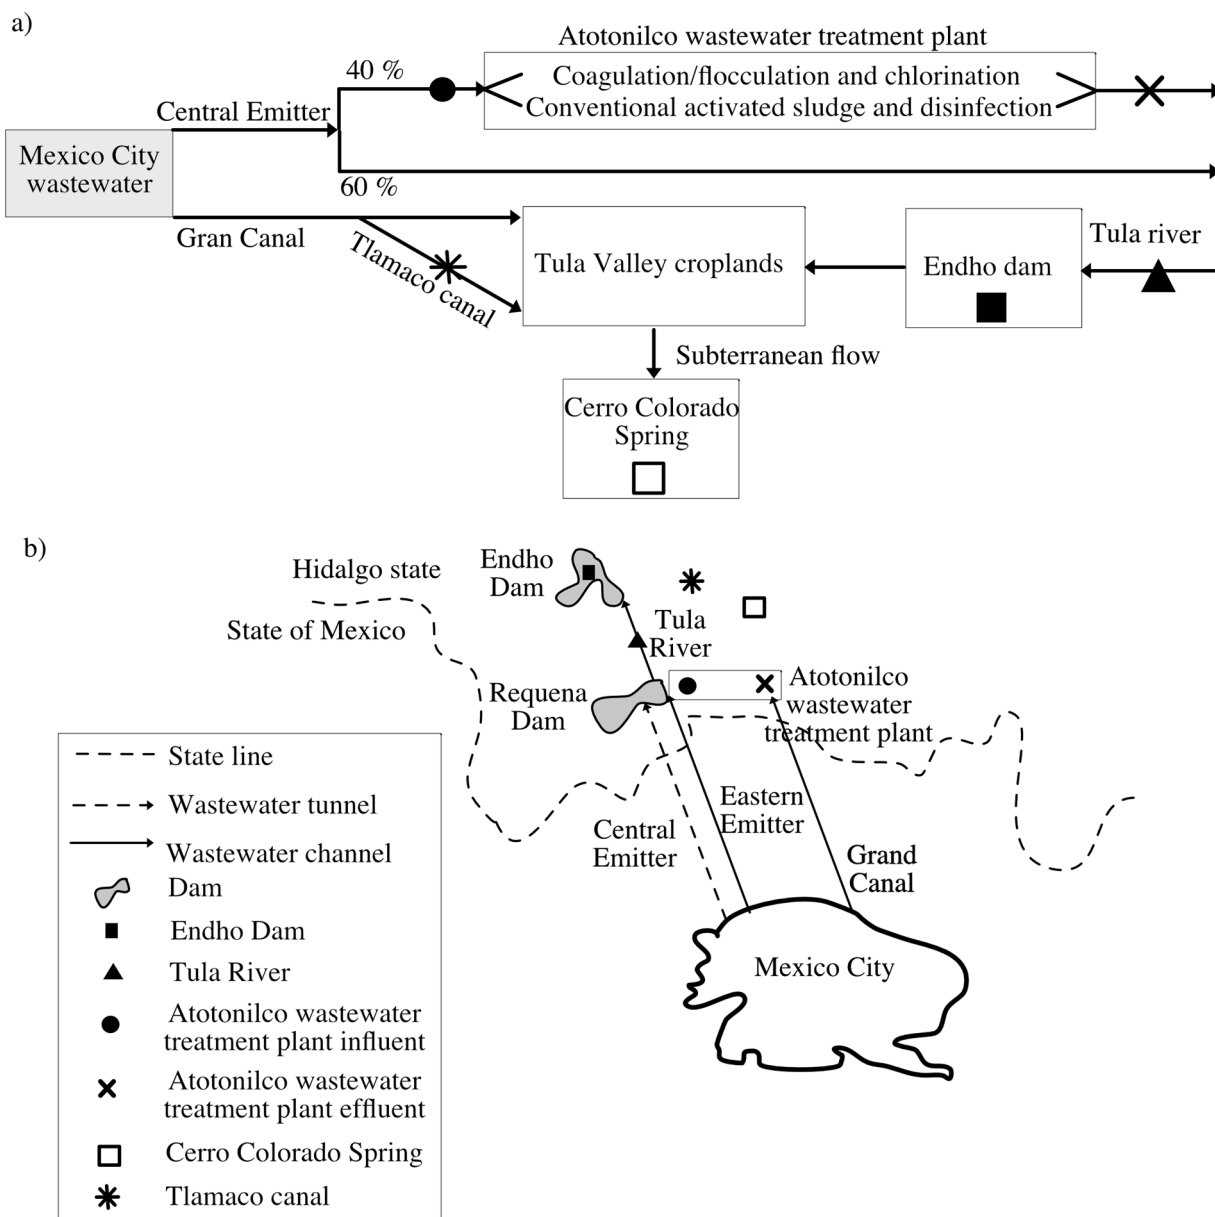 a)
Atotonilco wastewater treatment plant
40 %
Coagulation/flocculation and chlorination
Conventional activated sludge and disinfection
Central Emitter
Mexico City
wastewater
60 %
Gran Canal
Tlamaco canal
Tula Valley croplands
Endho dam
Tula river
Subterranean flow
Cerro Colorado
Spring
b)
Hidalgo state
State of Mexico
Endho
Dam
Tula
River
Requena
Dam
Atotonilco
wastewater
treatment plant
Eastern
Emitter
Central
Emitter
Grand
Canal
Mexico City
State line
Wastewater tunnel
Wastewater channel
Dam
Endho Dam
Tula River
Atotonilco wastewater
treatment plant influent
Atotonilco wastewater
treatment plant effluent
Cerro Colorado Spring
Tlamaco canal